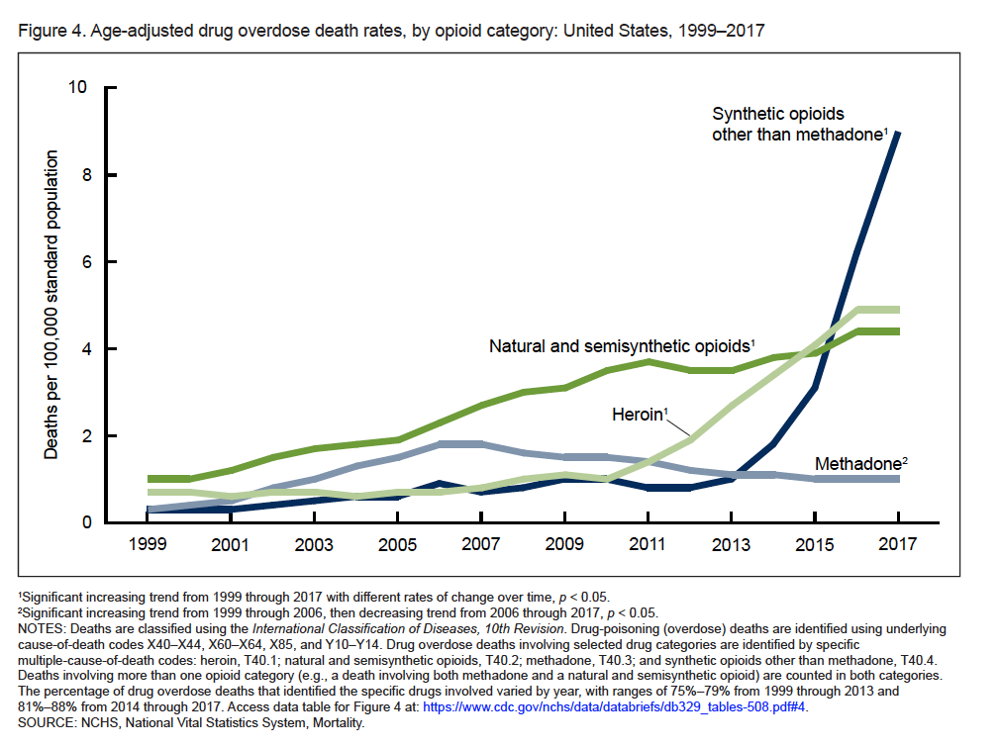 Figure 4. Age-adjusted drug overdose death rates, by opioid category: United States, 1999–2017
Deaths per 100,000 standard population
10
8
6
4
2
0
Synthetic opioids
other than methadone¹
Natural and semisynthetic opioids¹
Heroin¹
Methadone²
1999 2001 2003 2005 2007 2009 2011 2013 2015 2017
¹Significant increasing trend from 1999 through 2017 with different rates of change over time, p < 0.05.
²Significant increasing trend from 1999 through 2006, then decreasing trend from 2006 through 2017, p < 0.05.
NOTES: Deaths are classified using the International Classification of Diseases, 10th Revision. Drug-poisoning (overdose) deaths are identified using underlying
cause-of-death codes X40–X44, X60–X64, X85, and Y10–Y14. Drug overdose deaths involving selected drug categories are identified by specific
multiple-cause-of-death codes: heroin, T40.1; natural and semisynthetic opioids, T40.2; methadone, T40.3; and synthetic opioids other than methadone, T40.4.
Deaths involving more than one opioid category (e.g., a death involving both methadone and a natural and semisynthetic opioid) are counted in both categories.
The percentage of drug overdose deaths that identified the specific drugs involved varied by year, with ranges of 75%–79% from 1999 through 2013 and
81%–88% from 2014 through 2017. Access data table for Figure 4 at: https://www.cdc.gov/nchs/data/databriefs/db329_tables-508.pdf#4.
SOURCE: NCHS, National Vital Statistics System, Mortality.